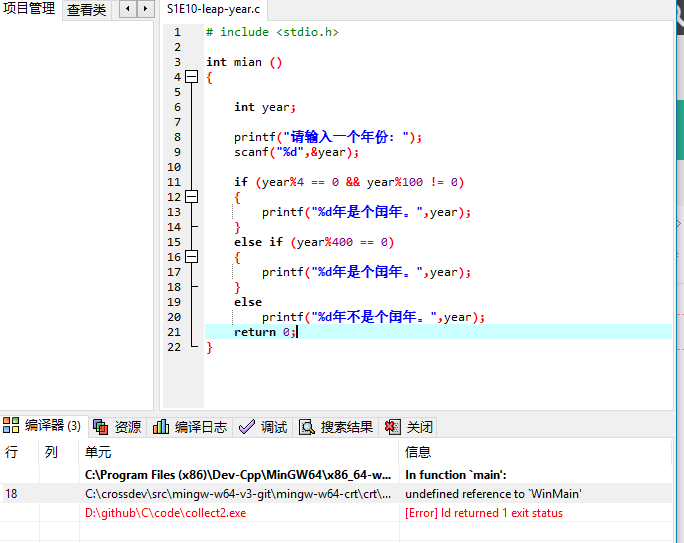 项目管理 查看类
S1E10-leap-year.c
1 # include <stdio.h>
2
3 int mian ()
4 {
5
6 int year;
7
8 printf("请输入一个年份: ");
9 scanf("%d",&year);
10
11 if (year%4 == 0 && year%100 != 0)
12 {
13 printf("%d年是个闰年。",year);
14 }
15 else if (year%400 == 0)
16 {
17 printf("%d年是个闰年。",year);
18 }
19 else
20 printf("%d年不是个闰年。",year);
21 return 0;
22 }
编译器 (3) 资源 编译日志 调试 搜索结果 关闭
行 列 单元 信息
C:\Program Files (x86)\Dev-Cpp\MinGW64\x86_64-w... In function `main':
18 C:\crossdev\src\mingw-w64-v3-git\mingw-w64-crt\crt\... undefined reference to `WinMain'
D:\github\C\code\collect2.exe [Error] ld returned 1 exit status